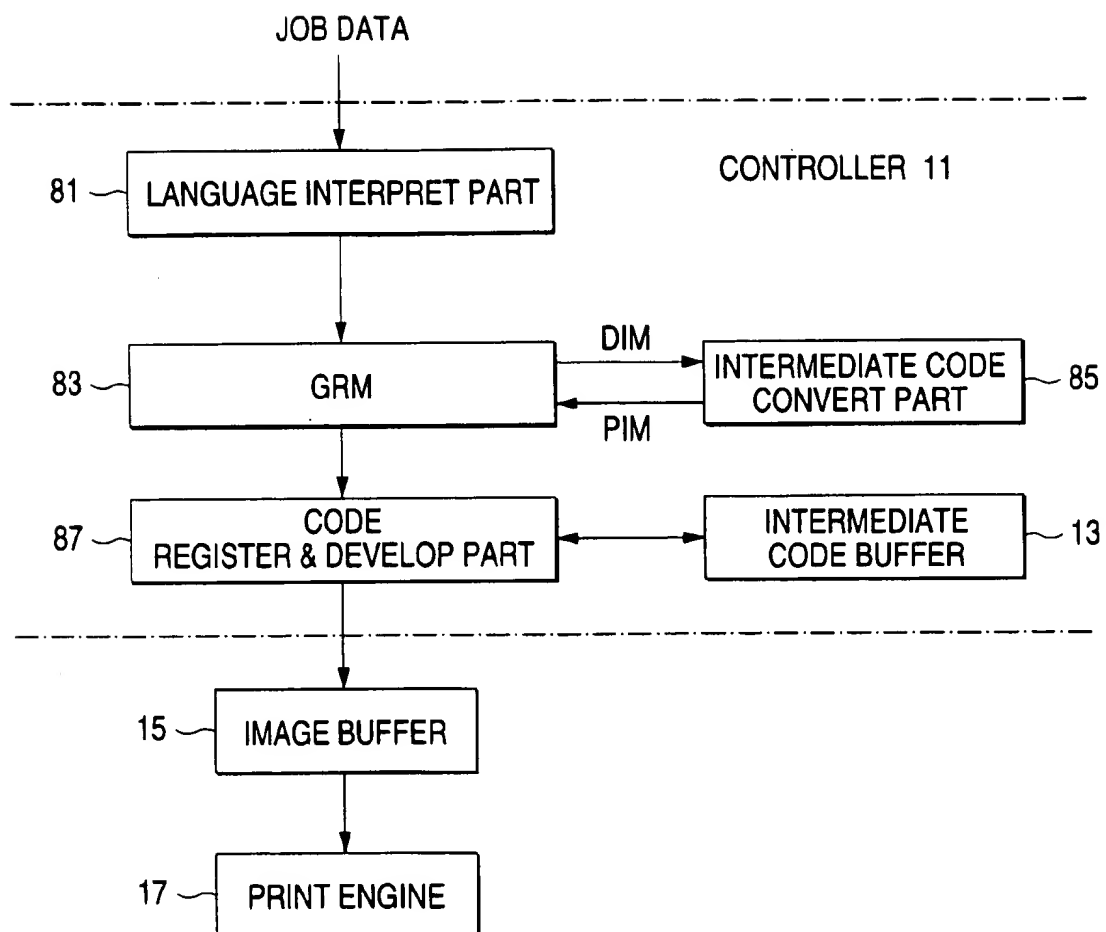 JOB DATA
CONTROLLER 11
81
LANGUAGE INTERPRET PART
DIM
83
GRM
INTERMEDIATE CODE
CONVERT PART
85
PIM
87
CODE
REGISTER & DEVELOP PART
INTERMEDIATE
CODE BUFFER
13
15
IMAGE BUFFER
17
PRINT ENGINE